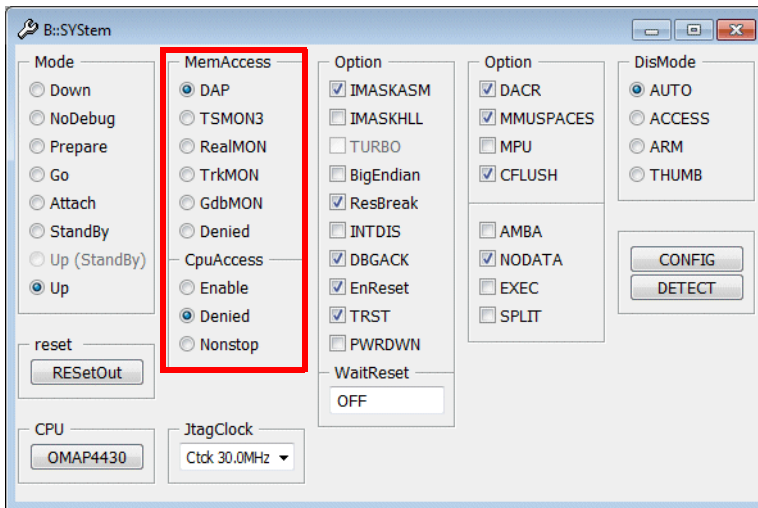 B::SYStem
Mode
Down
NoDebug
Prepare
Go
Attach
StandBy
Up (StandBy)
Up
reset
RESetOut
CPU
OMAP4430
MemAccess
DAP
TSMON3
RealMON
TrkMON
GdbMON
Denied
CpuAccess
Enable
Denied
Nonstop
JtagClock
Ctck 30.0MHz
Option
IMASKASM
IMASKHLL
TURBO
BigEndian
ResBreak
INTDIS
DBGACK
EnReset
TRST
PWRDWN
WaitReset
OFF
Option
DACR
MMUSPACES
MPU
CFLUSH
AMBA
NODATA
EXEC
SPLIT
DisMode
AUTO
ACCESS
ARM
THUMB
CONFIG
DETECT